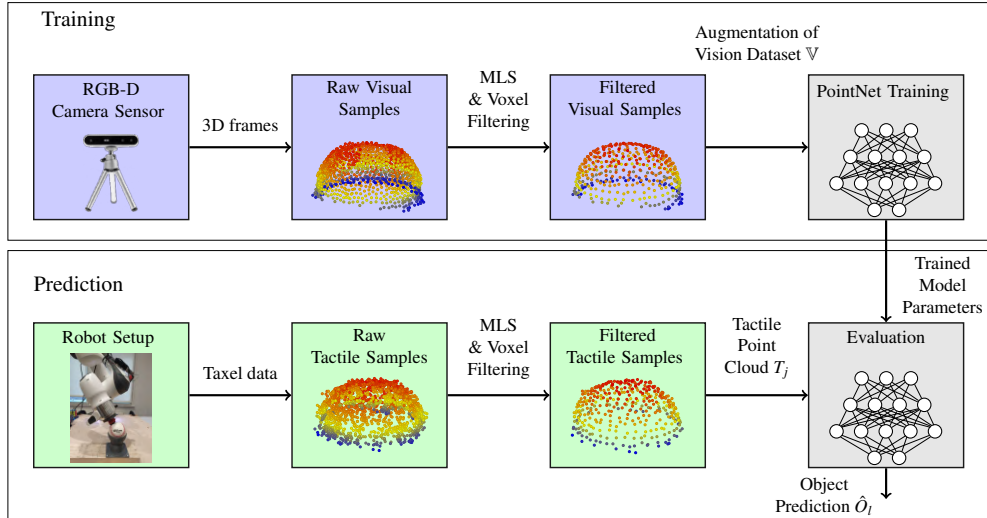 Training
RGB-D
Camera Sensor
3D frames
Raw Visual
Samples
MLS
& Voxel
Filtering
Filtered
Visual Samples
Augmentation of
Vision Dataset 𝕍
PointNet Training
Trained
Model
Parameters
Prediction
Robot Setup
Taxel data
Raw
Tactile Samples
MLS
& Voxel
Filtering
Filtered
Tactile Samples
Tactile
Point
Cloud T_j
Evaluation
Object
Prediction Ô_l